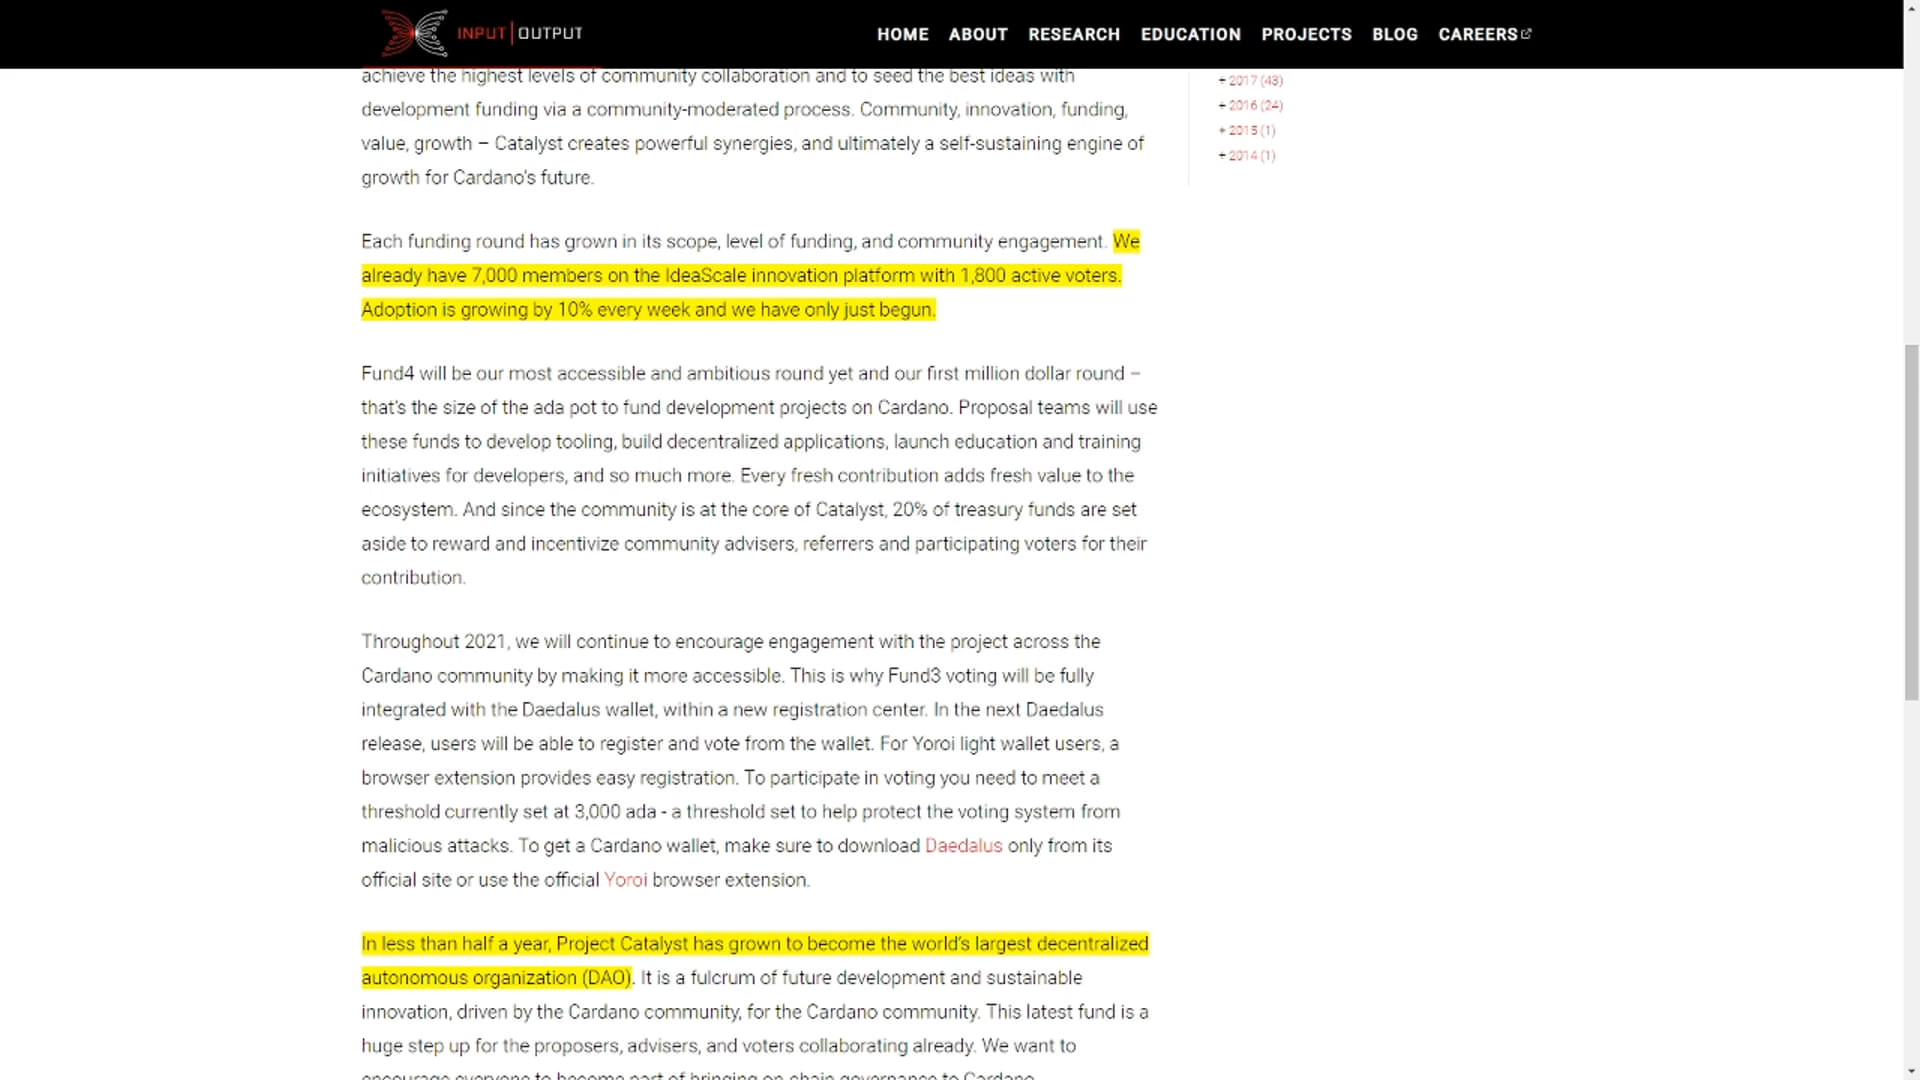 INPUT | OUTPUT
HOME ABOUT RESEARCH EDUCATION PROJECTS BLOG CAREERS
achieve the highest levels of community collaboration and to seed the best ideas with
development funding via a community-moderated process. Community, innovation, funding,
value, growth – Catalyst creates powerful synergies, and ultimately a self-sustaining engine of
growth for Cardano's future.
Each funding round has grown in its scope, level of funding, and community engagement. We
already have 7,000 members on the IdeaScale innovation platform with 1,800 active voters.
Adoption is growing by 10% every week and we have only just begun.
Fund4 will be our most accessible and ambitious round yet and our first million dollar round –
that's the size of the ada pot to fund development projects on Cardano. Proposal teams will use
these funds to develop tooling, build decentralized applications, launch education and training
initiatives for developers, and so much more. Every fresh contribution adds fresh value to the
ecosystem. And since the community is at the core of Catalyst, 20% of treasury funds are set
aside to reward and incentivize community advisers, referrers and participating voters for their
contribution.
Throughout 2021, we will continue to encourage engagement with the project across the
Cardano community by making it more accessible. This is why Fund3 voting will be fully
integrated with the Daedalus wallet, within a new registration center. In the next Daedalus
release, users will be able to register and vote from the wallet. For Yoroi light wallet users, a
browser extension provides easy registration. To participate in voting you need to meet a
threshold currently set at 3,000 ada - a threshold set to help protect the voting system from
malicious attacks. To get a Cardano wallet, make sure to download Daedalus only from its
official site or use the official Yoroi browser extension.
In less than half a year, Project Catalyst has grown to become the world's largest decentralized
autonomous organization (DAO). It is a fulcrum of future development and sustainable
innovation, driven by the Cardano community, for the Cardano community. This latest fund is a
huge step up for the proposers, advisers, and voters collaborating already. We want to
encourage everyone to become part of bringing on-chain governance to Cardano
+ 2017 (43)
+ 2016 (24)
+ 2015 (1)
+ 2014 (1)